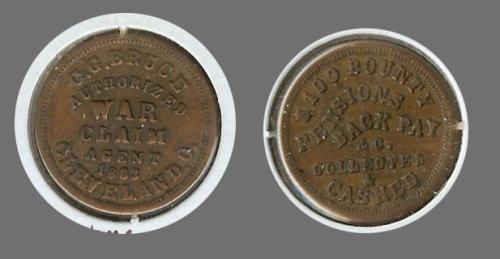 C.C. BRUCE
AUTHORIZED
WAR
CLAIM
AGENT
1863
CLEVELAND, O.
$100 BOUNTY
PENSIONS
BACK PAY
&C.
COLLECTED
&
CASHED